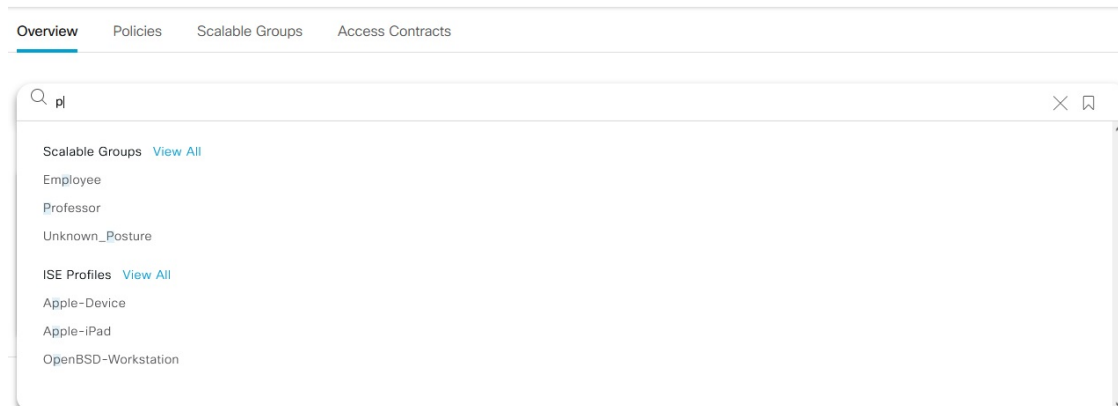 Overview Policies Scalable Groups Access Contracts
p
Scalable Groups View All
Employee
Professor
Unknown_Posture
ISE Profiles View All
Apple-Device
Apple-iPad
OpenBSD-Workstation